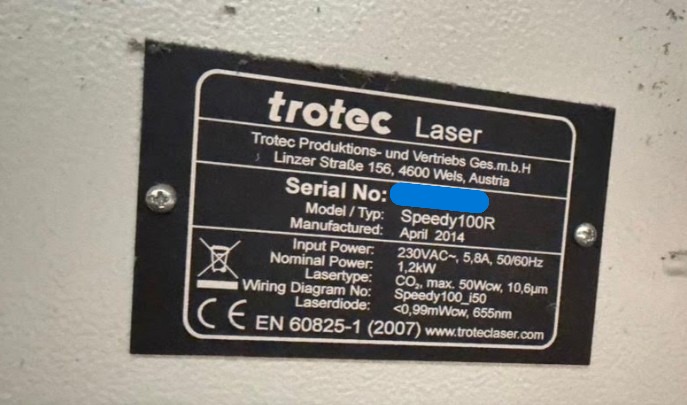 trotec Laser
Trotec Produktions- und Vertriebs Ges.m.b.H
Linzer Straße 156, 4600 Wels, Austria
Serial No:
Model / Typ: Speedy100R
Manufactured: April 2014
Input Power: 230VAC~, 5,8A, 50/60Hz
Nominal Power: 1,2kW
Lasertype: CO₂, max. 50Wcw, 10,6µm
Wiring Diagram No: Speedy100_i50
Laserdiode: <0,99mWcw, 655nm
CE EN 60825-1 (2007) www.troteclaser.com